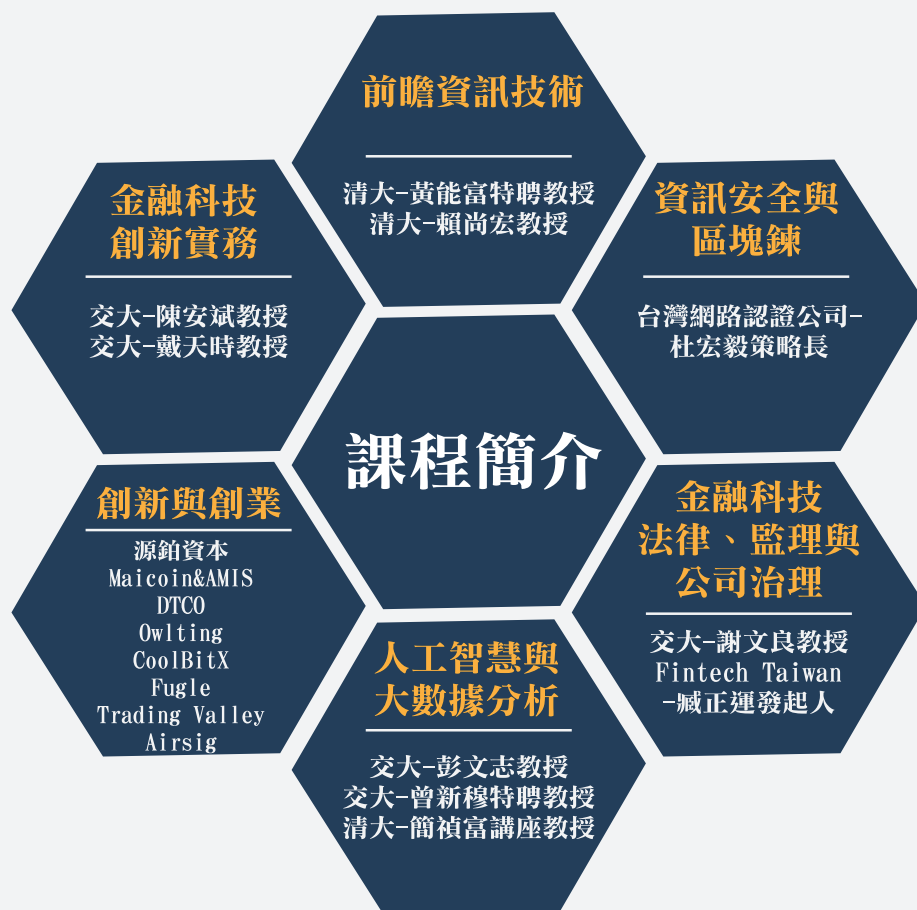 前瞻資訊技術
清大-黃能富特聘教授
清大-賴尚宏教授
金融科技
創新實務
交大-陳安斌教授
交大-戴天時教授
資訊安全與
區塊鍊
台灣網路認證公司-
杜宏毅策略長
課程簡介
創新與創業
源鉑資本
Maicoin&AMIS
DTCO
Owlting
CoolBitX
Fugle
Trading Valley
Airsig
金融科技
法律、監理與
公司治理
交大-謝文良教授
Fintech Taiwan
-臧正運發起人
人工智慧與
大數據分析
交大-彭文志教授
交大-曾新穆特聘教授
清大-簡禎富講座教授